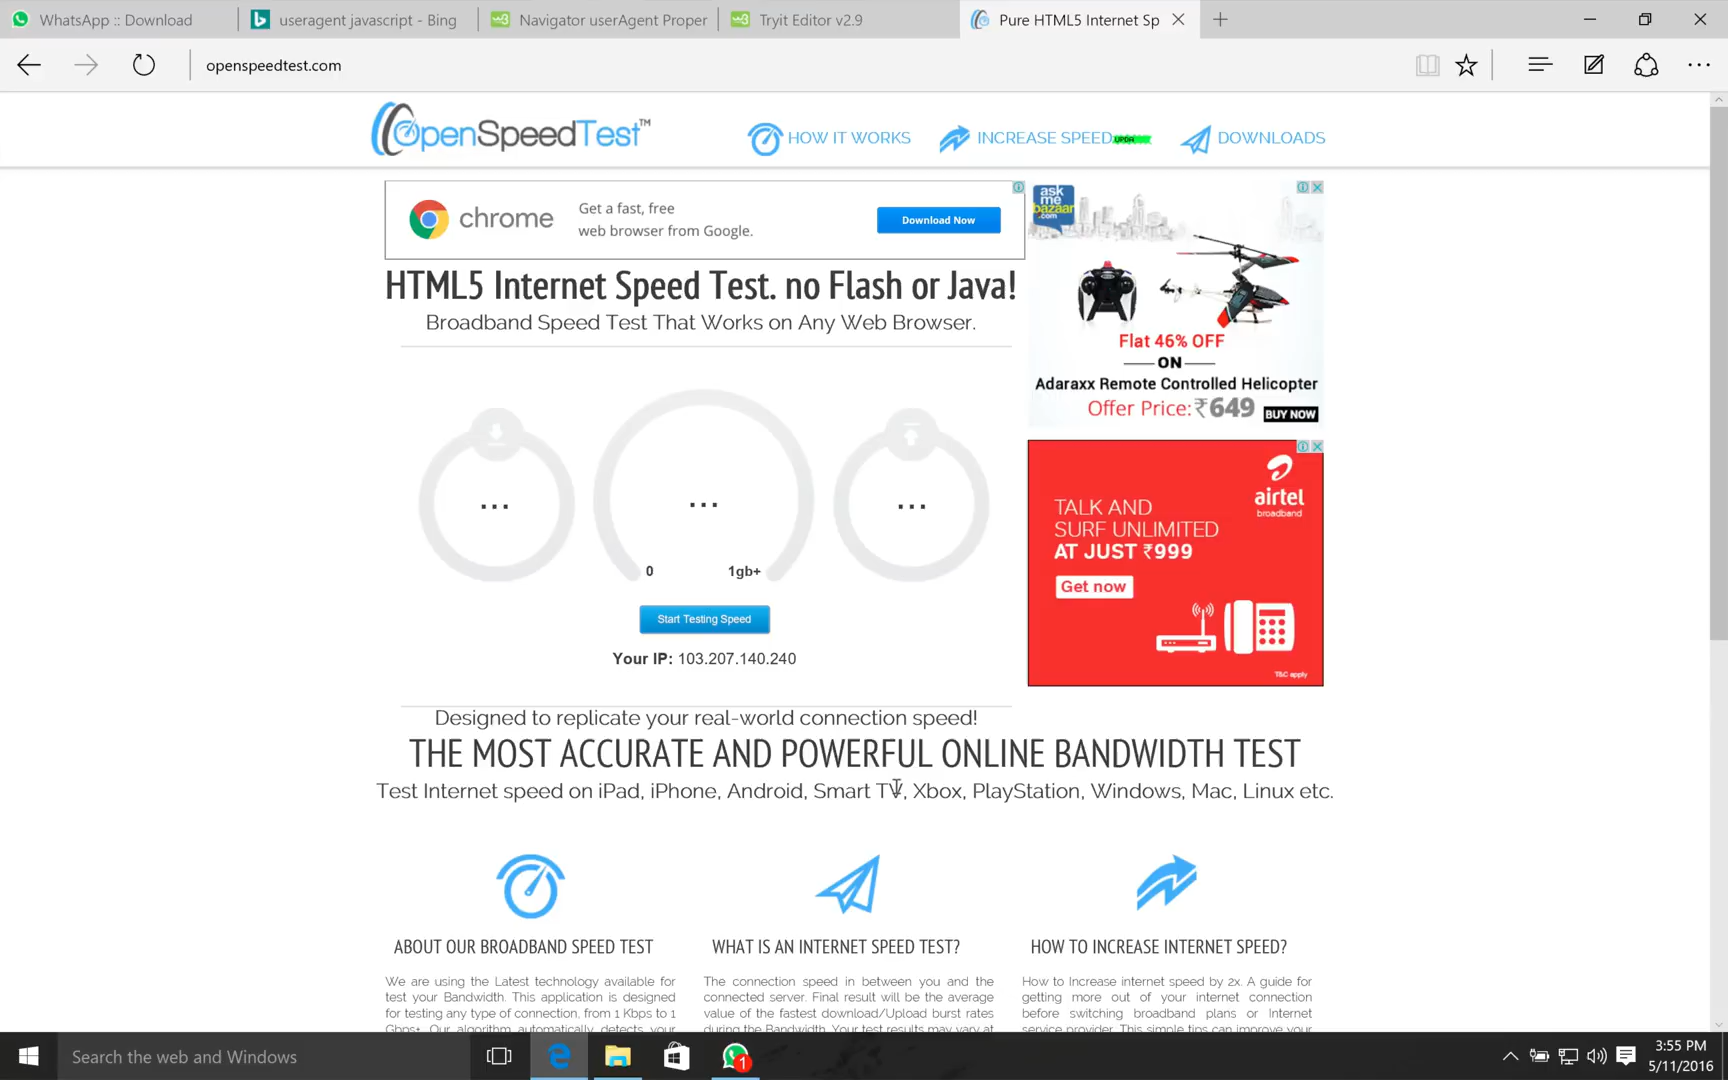 WhatsApp :: Download
useragent javascript - Bing
Navigator userAgent Proper
Tryit Editor v2.9
Pure HTML5 Internet Sp
openspeedtest.com
OpenSpeedTest™
HOW IT WORKS
INCREASE SPEED
UPDA
DOWNLOADS
chrome
Get a fast, free
web browser from Google.
Download Now
ask
me
bazaar
.com
Flat 46% OFF
ON
Adaraxx Remote Controlled Helicopter
Offer Price: ₹649
BUY NOW
HTML5 Internet Speed Test. no Flash or Java!
Broadband Speed Test That Works on Any Web Browser.
...
...
...
0
1gb+
Start Testing Speed
Your IP: 103.207.140.240
airtel
broadband
TALK AND
SURF UNLIMITED
AT JUST ₹999
Get now
T&C apply
Designed to replicate your real-world connection speed!
THE MOST ACCURATE AND POWERFUL ONLINE BANDWIDTH TEST
Test Internet speed on iPad, iPhone, Android, Smart TV, Xbox, PlayStation, Windows, Mac, Linux etc.
ABOUT OUR BROADBAND SPEED TEST
We are using the Latest technology available for
test your Bandwidth. This application is designed
for testing any type of connection, from 1 Kbps to 1
Gbps+. Our algorithm automatically detects your
WHAT IS AN INTERNET SPEED TEST?
The connection speed in between you and the
connected server. Final result will be the average
value of the fastest download/Upload burst rates
during the Bandwidth. Your test results may vary at
HOW TO INCREASE INTERNET SPEED?
How to Increase internet speed by 2x. A guide for
getting more out of your internet connection
before switching broadband plans or Internet
service provider. This simple tips can improve your
Search the web and Windows
1
3:55 PM
5/11/2016